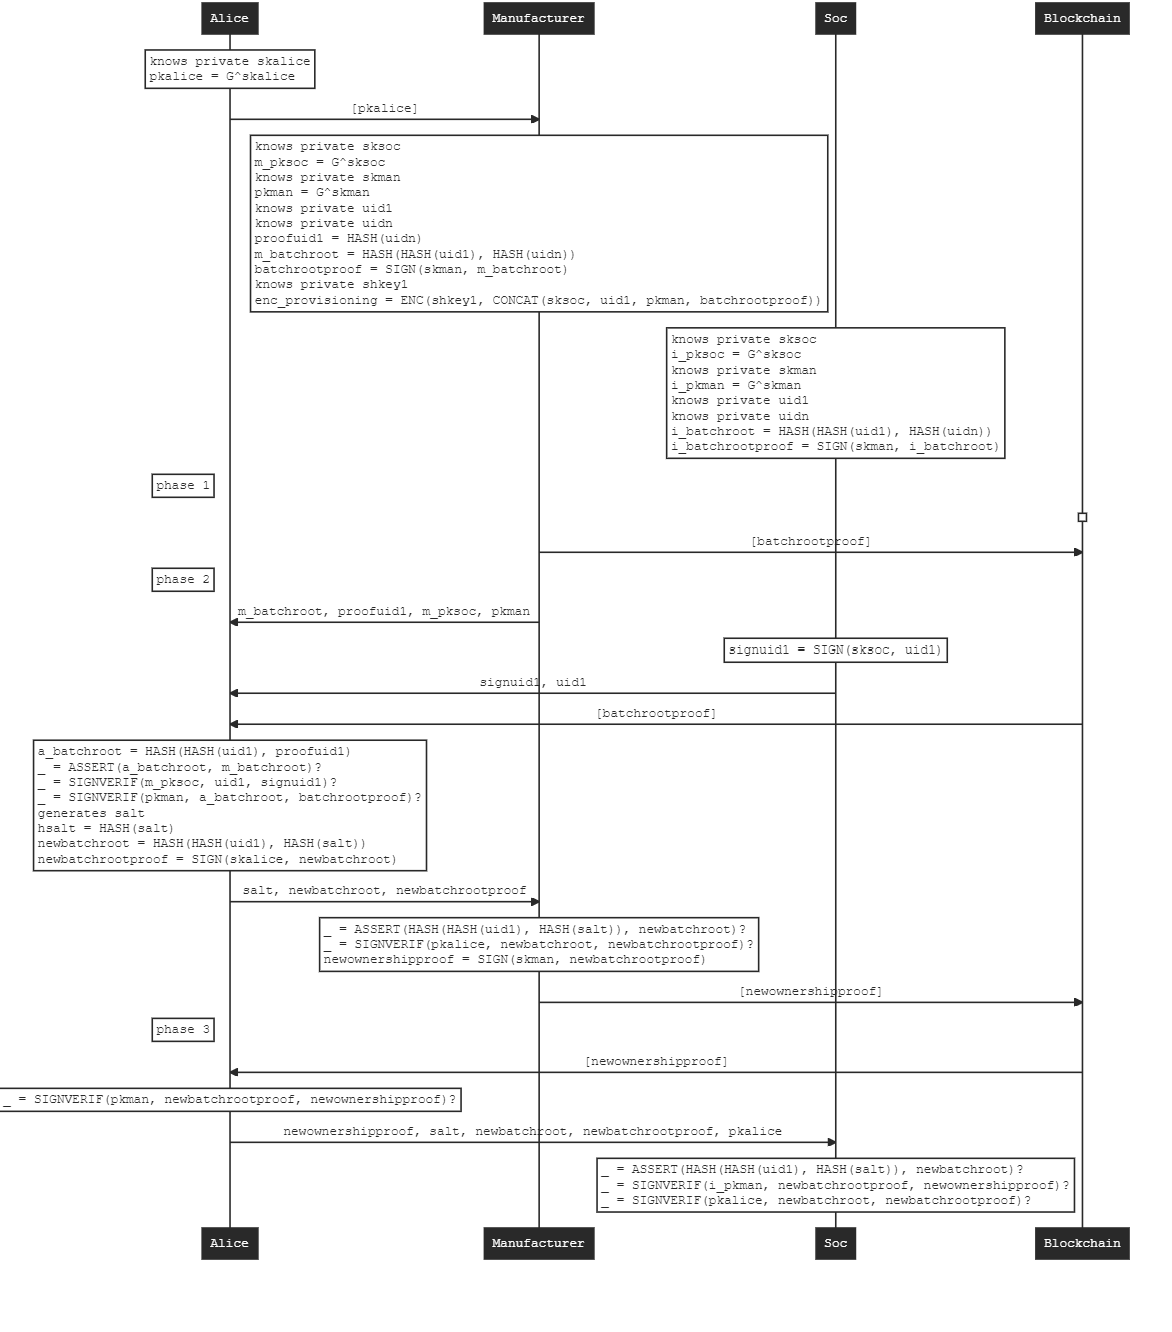 Alice
Manufacturer
Soc
Blockchain
knows private skalice
pkalice = G^skalice
[pkalice]
knows private sksoc
m_pksoc = G^sksoc
knows private skman
pkman = G^skman
knows private uid1
knows private uidn
proofuid1 = HASH(uidn)
m_batchroot = HASH(HASH(uid1), HASH(uidn))
batchrootproof = SIGN(skman, m_batchroot)
knows private shkey1
enc_provisioning = ENC(shkey1, CONCAT(sksoc, uid1, pkman, batchrootproof))
knows private sksoc
i_pksoc = G^sksoc
knows private skman
i_pkman = G^skman
knows private uid1
knows private uidn
i_batchroot = HASH(HASH(uid1), HASH(uidn))
i_batchrootproof = SIGN(skman, i_batchroot)
phase 1
[batchrootproof]
phase 2
m_batchroot, proofuid1, m_pksoc, pkman
signuid1 = SIGN(sksoc, uid1)
signuid1, uid1
[batchrootproof]
a_batchroot = HASH(HASH(uid1), proofuid1)
_ = ASSERT(a_batchroot, m_batchroot)?
_ = SIGNVERIF(m_pksoc, uid1, signuid1)?
_ = SIGNVERIF(pkman, a_batchroot, batchrootproof)?
generates salt
hsalt = HASH(salt)
newbatchroot = HASH(HASH(uid1), HASH(salt))
newbatchrootproof = SIGN(skalice, newbatchroot)
salt, newbatchroot, newbatchrootproof
_ = ASSERT(HASH(HASH(uid1), HASH(salt)), newbatchroot)?
_ = SIGNVERIF(pkalice, newbatchroot, newbatchrootproof)?
newownershipproof = SIGN(skman, newbatchrootproof)
[newownershipproof]
phase 3
[newownershipproof]
_ = SIGNVERIF(pkman, newbatchrootproof, newownershipproof)?
newownershipproof, salt, newbatchroot, newbatchrootproof, pkalice
_ = ASSERT(HASH(HASH(uid1), HASH(salt)), newbatchroot)?
_ = SIGNVERIF(i_pkman, newbatchrootproof, newownershipproof)?
_ = SIGNVERIF(pkalice, newbatchroot, newbatchrootproof)?
Alice
Manufacturer
Soc
Blockchain